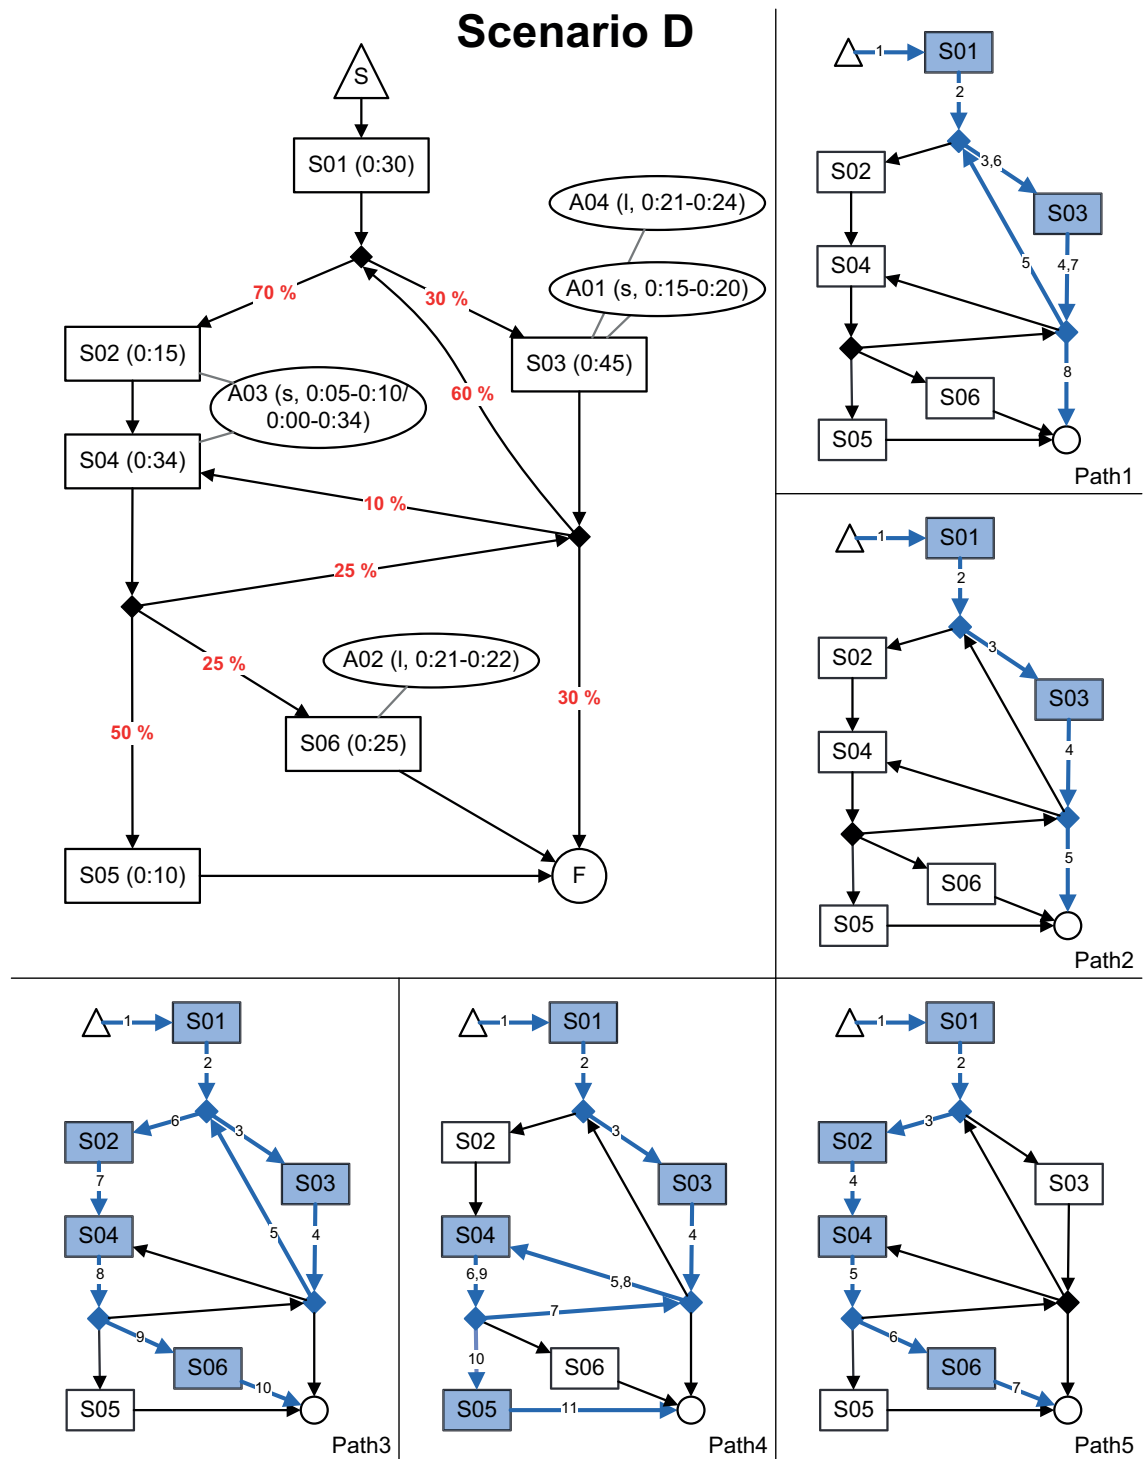 Scenario D
S
S01 (0:30)
A04 (l, 0:21-0:24)
A01 (s, 0:15-0:20)
70 %
30 %
S02 (0:15)
S03 (0:45)
60 %
A03 (s, 0:05-0:10/
0:00-0:34)
S04 (0:34)
10 %
25 %
25 %
A02 (l, 0:21-0:22)
30 %
50 %
S06 (0:25)
S05 (0:10)
F
1
S01
2
3,6
S02
S03
S04
5
4,7
8
S06
S05
Path1
1
S01
2
3
S02
S03
S04
4
5
S06
S05
Path2
1
S01
2
6
3
S02
7
S03
S04
5
4
8
9
S06
10
S05
Path3
1
S01
2
3
S02
S03
S04
4
6,9
5,8
7
10
S06
S05
11
Path4
1
S01
2
3
S02
4
S03
S04
5
6
S06
7
S05
Path5